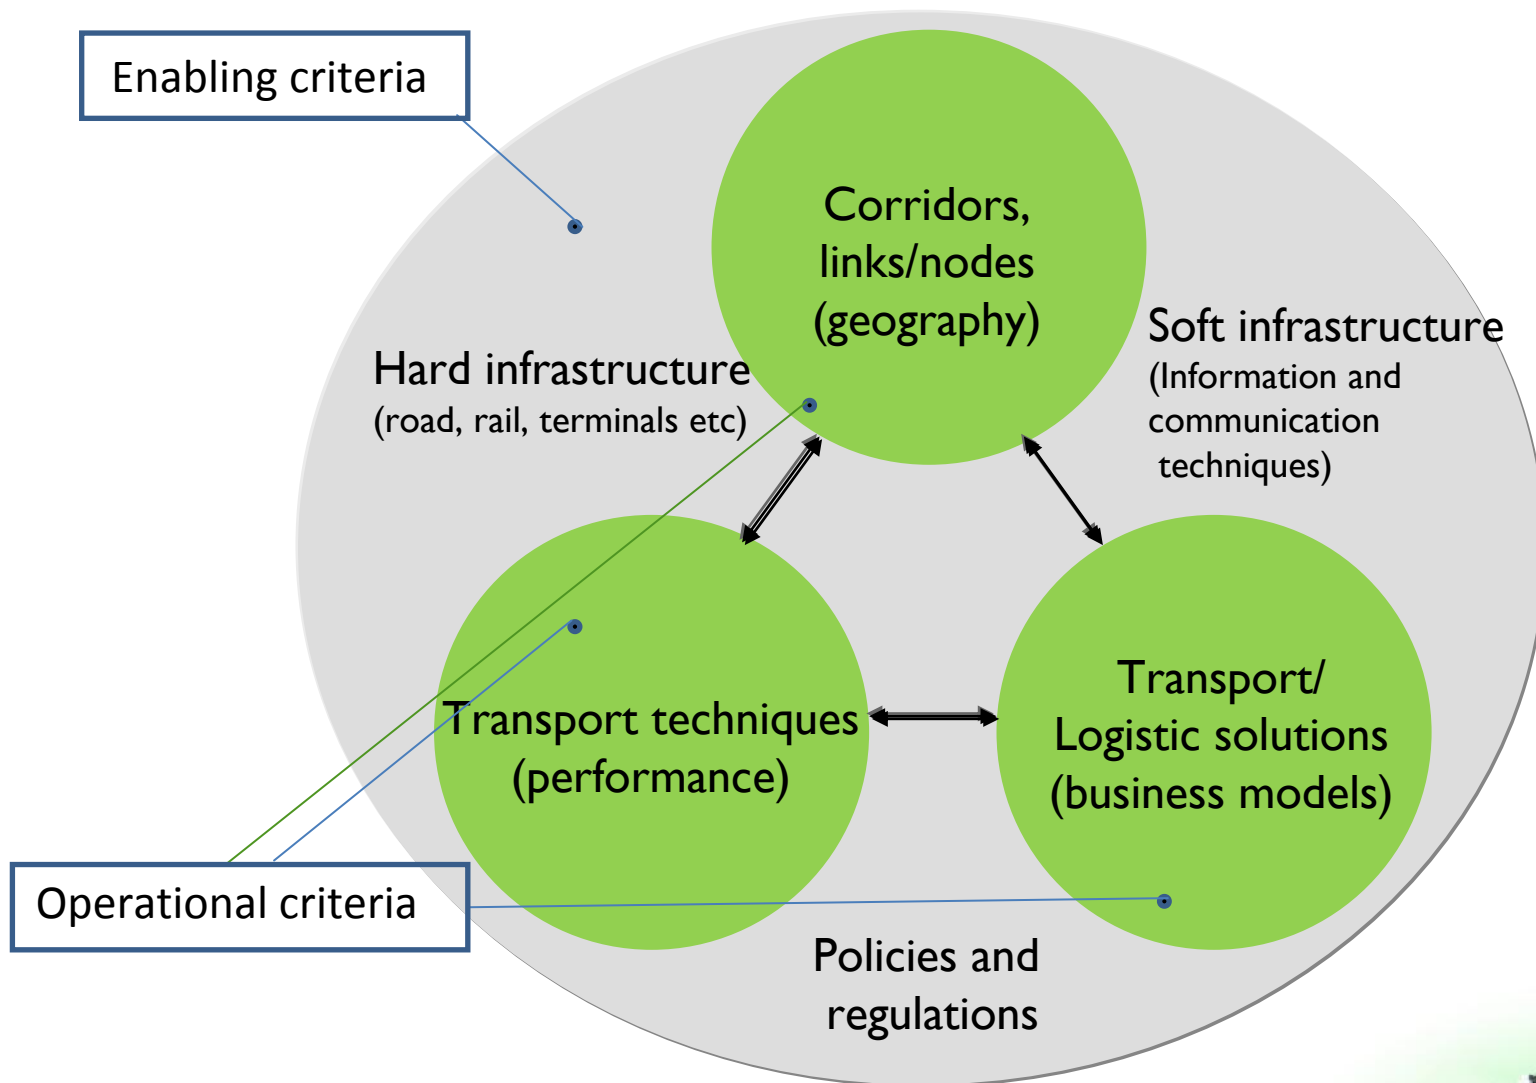 Enabling criteria
Corridors,
links/nodes
(geography)
Hard infrastructure
(road, rail, terminals etc)
Soft infrastructure
(Information and
communication
techniques)
Transport techniques
(performance)
Transport/
Logistic solutions
(business models)
Operational criteria
Policies and
regulations